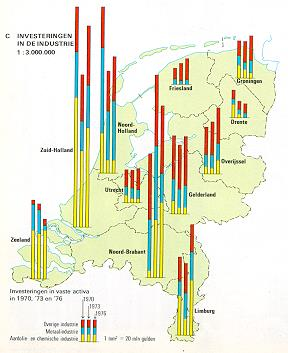 C INVESTERINGEN
IN DE INDUSTRIE
1 : 3.000.000
Groningen
Friesland
Drente
Noord-
Holland
Zuid-Holland
Overijssel
Utrecht
Gelderland
Zeeland
Noord-Brabant
Limburg
Investeringen in vaste activa
in 1970, '73 en '76
1970
1973
1976
Overige industrie
Metaal-industrie
Aardolie en chemische industrie
1 mm² = 20 mln gulden